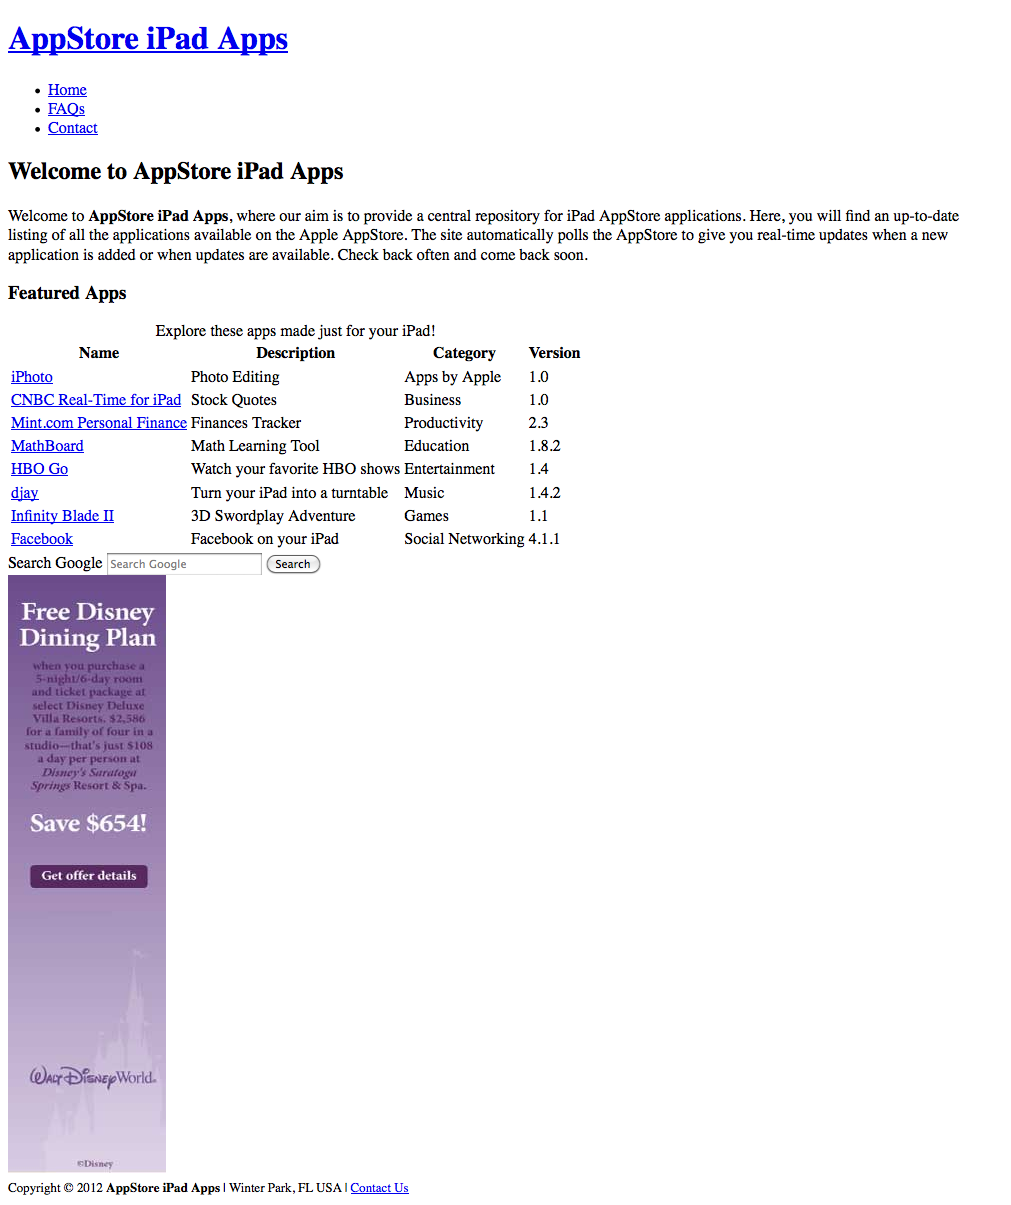 AppStore iPad Apps
Home
FAQs
Contact
Welcome to AppStore iPad Apps
Welcome to AppStore iPad Apps, where our aim is to provide a central repository for iPad AppStore applications. Here, you will find an up-to-date
listing of all the applications available on the Apple AppStore. The site automatically polls the AppStore to give you real-time updates when a new
application is added or when updates are available. Check back often and come back soon.
Featured Apps
Explore these apps made just for your iPad!
Name Description Category Version
iPhoto Photo Editing Apps by Apple 1.0
CNBC Real-Time for iPad Stock Quotes Business 1.0
Mint.com Personal Finance Finances Tracker Productivity 2.3
MathBoard Math Learning Tool Education 1.8.2
HBO Go Watch your favorite HBO shows Entertainment 1.4
djay Turn your iPad into a turntable Music 1.4.2
Infinity Blade II 3D Swordplay Adventure Games 1.1
Facebook Facebook on your iPad Social Networking 4.1.1
Search Google Search Google Search
Free Disney
Dining Plan
when you purchase a
5-night/6-day room
and ticket package at
select Disney Deluxe
Villa Resorts. $2,586
for a family of four in a
studio—that's just $108
a day per person at
Disney's Saratoga
Springs Resort & Spa.
Save $654!
Get offer details
Walt Disney World.
©Disney
Copyright © 2012 AppStore iPad Apps | Winter Park, FL USA | Contact Us